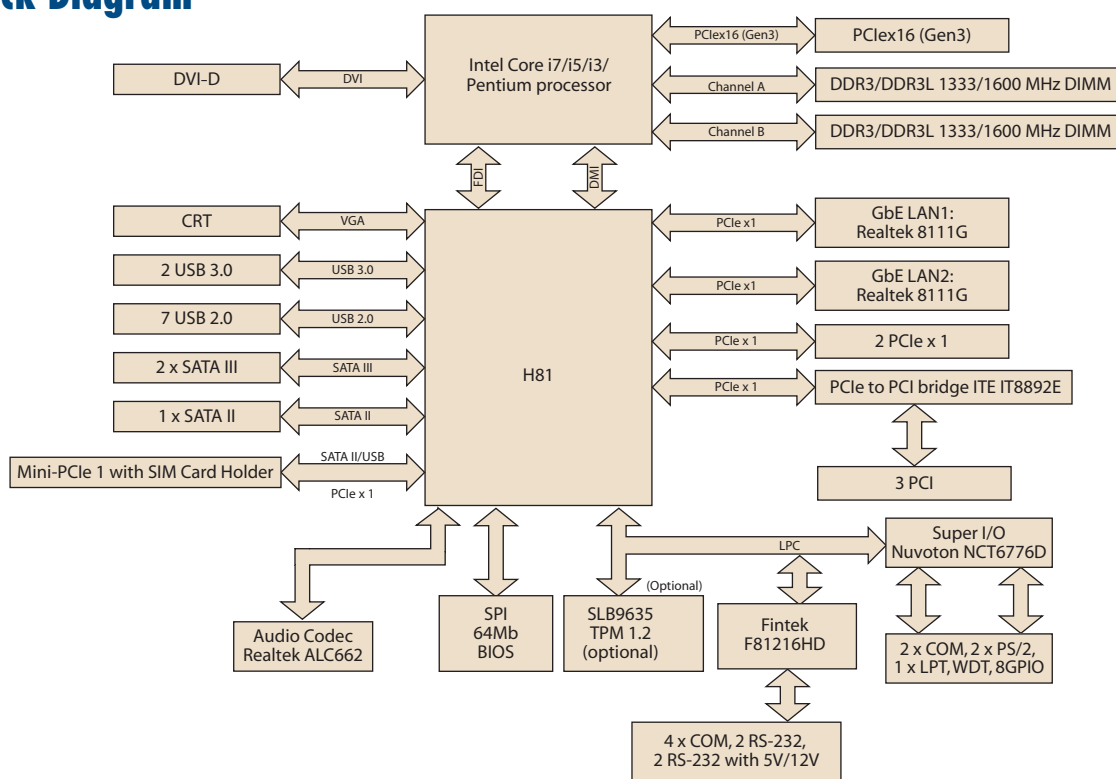 Diagram
PCIex16 (Gen3)
PCIex16 (Gen3)
Intel Core i7/i5/i3/
Pentium processor
DVI-D
DVI
Channel A
DDR3/DDR3L 1333/1600 MHz DIMM
Channel B
DDR3/DDR3L 1333/1600 MHz DIMM
FDI
DMI
CRT
VGA
PCIe x1
GbE LAN1:
Realtek 8111G
2 USB 3.0
USB 3.0
PCIe x1
GbE LAN2:
Realtek 8111G
7 USB 2.0
USB 2.0
PCIe x 1
2 PCIe x 1
2 x SATA III
SATA III
H81
PCIe x 1
PCIe to PCI bridge ITE IT8892E
1 x SATA II
SATA II
Mini-PCIe 1 with SIM Card Holder
SATA II/USB
PCIe x 1
3 PCI
LPC
Super I/O
Nuvoton NCT6776D
(Optional)
Audio Codec
Realtek ALC662
SPI
64Mb
BIOS
SLB9635
TPM 1.2
(optional)
Fintek
F81216HD
2 x COM, 2 x PS/2,
1 x LPT, WDT, 8GPIO
4 x COM, 2 RS-232,
2 RS-232 with 5V/12V